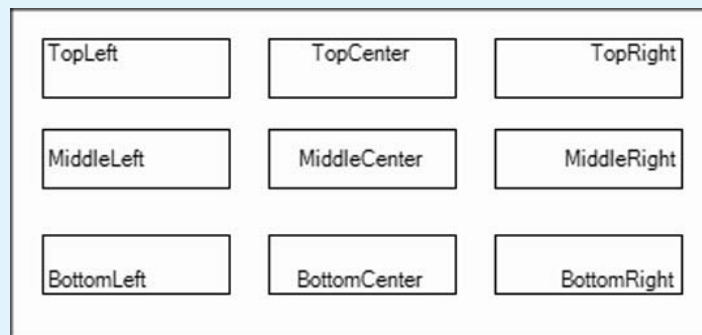 TopLeft TopCenter TopRight
MiddleLeft MiddleCenter MiddleRight
BottomLeft BottomCenter BottomRight